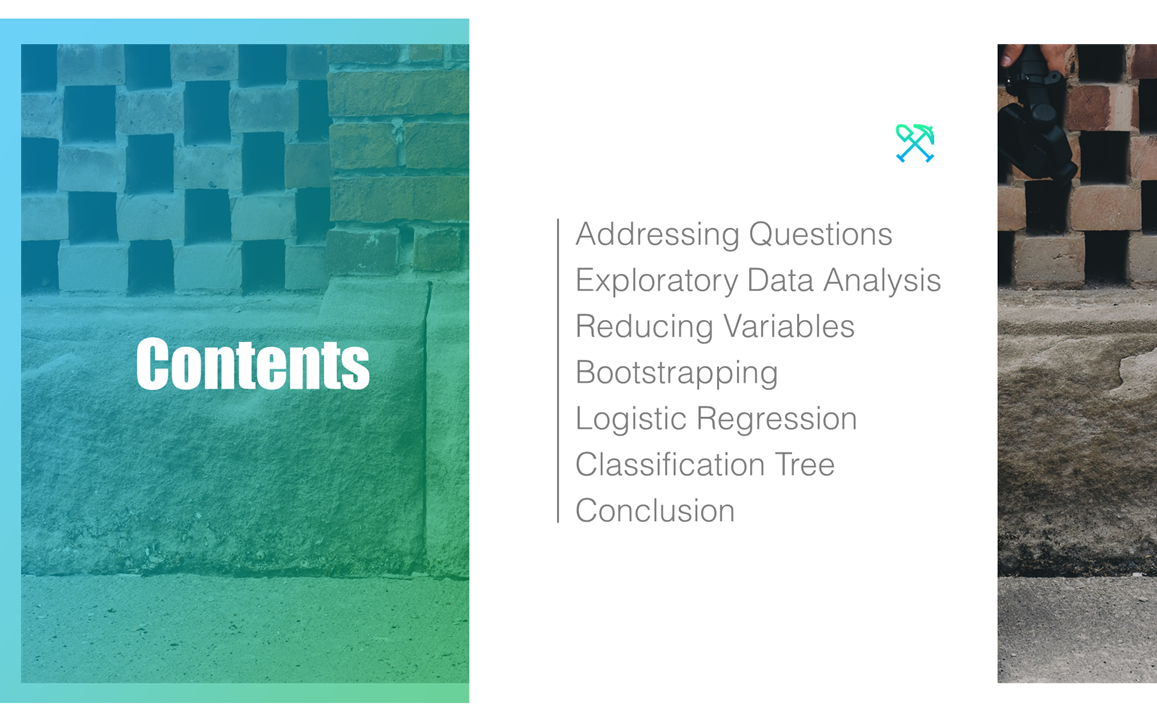 Contents
Addressing Questions
Exploratory Data Analysis
Reducing Variables
Bootstrapping
Logistic Regression
Classification Tree
Conclusion